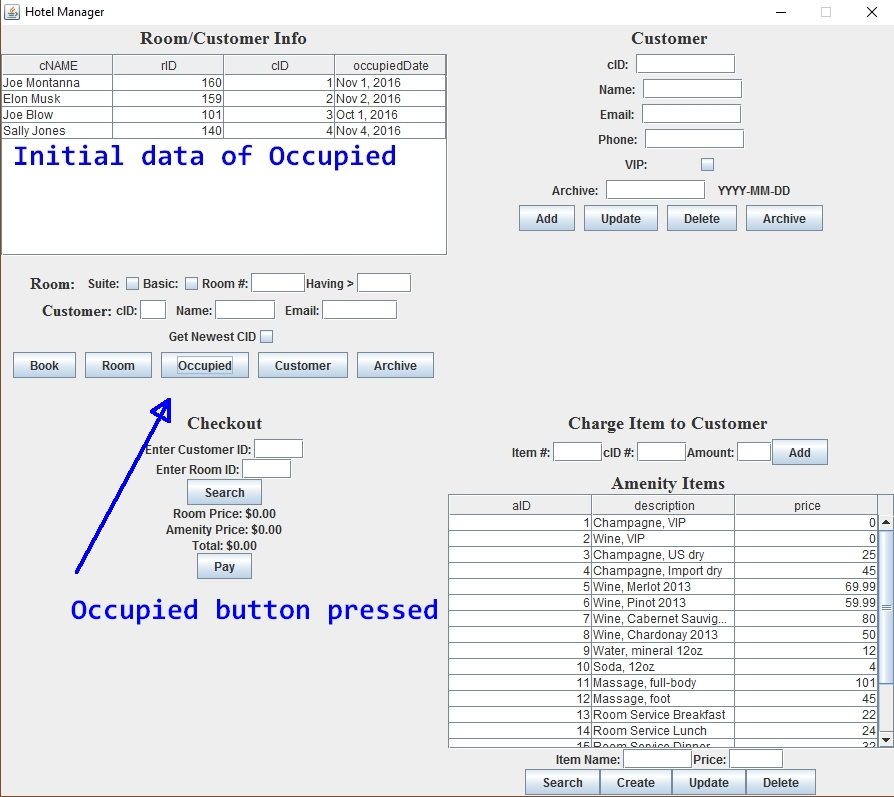 Hotel Manager
Room/Customer Info
cNAME rID cID occupiedDate
Joe Montanna 160 1 Nov 1, 2016
Elon Musk 159 2 Nov 2, 2016
Joe Blow 101 3 Oct 1, 2016
Sally Jones 140 4 Nov 4, 2016
Initial data of Occupied
Customer
cID:
Name:
Email:
Phone:
VIP:
Archive: YYYY-MM-DD
Add Update Delete Archive
Room: Suite: Basic: Room #: Having >
Customer: cID: Name: Email:
Get Newest CID
Book Room Occupied Customer Archive
Checkout
Enter Customer ID:
Enter Room ID:
Search
Room Price: $0.00
Amenity Price: $0.00
Total: $0.00
Pay
Occupied button pressed
Charge Item to Customer
Item #: cID #: Amount: Add
Amenity Items
aID description price
1 Champagne, VIP 0
2 Wine, VIP 0
3 Champagne, US dry 25
4 Champagne, Import dry 45
5 Wine, Merlot 2013 69.99
6 Wine, Pinot 2013 59.99
7 Wine, Cabernet Sauvig... 80
8 Wine, Chardonay 2013 50
9 Water, mineral 12oz 12
10 Soda, 12oz 4
11 Massage, full-body 101
12 Massage, foot 45
13 Room Service Breakfast 22
14 Room Service Lunch 24
15 Room Service Dinner 32
Item Name: Price:
Search Create Update Delete